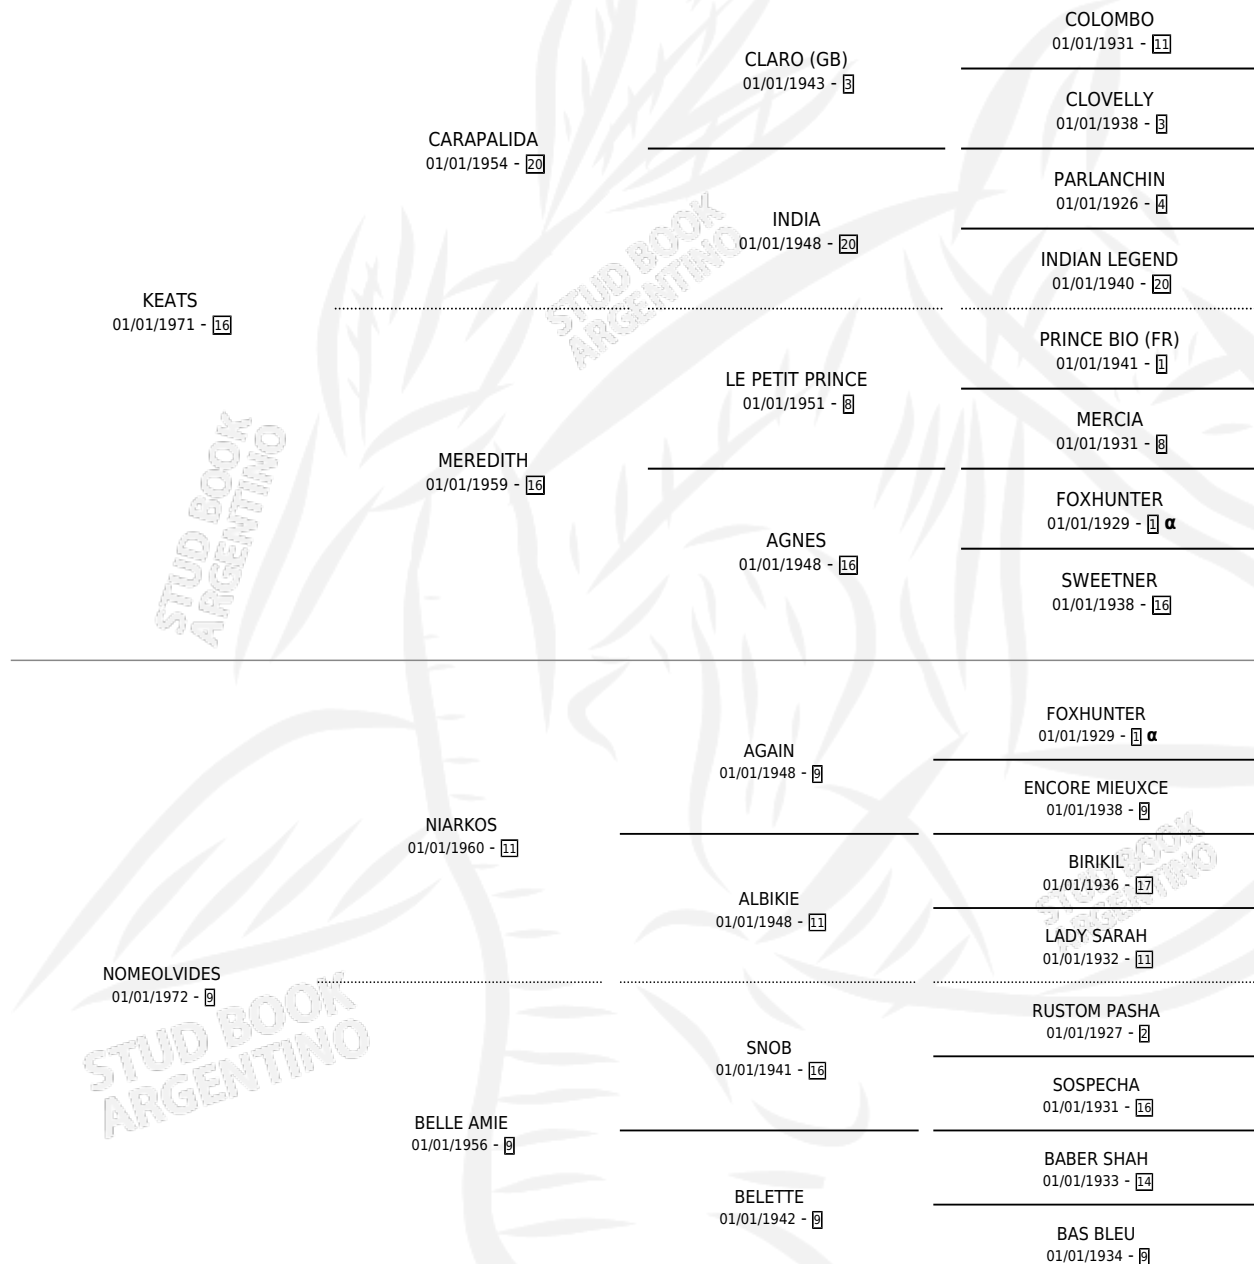 COLOMBO
01/01/1931 - 11
CLARO (GB)
01/01/1943 - 3
CLOVELLY
01/01/1938 - 3
CARAPALIDA
01/01/1954 - 20
PARLANCHIN
01/01/1926 - 4
INDIA
01/01/1948 - 20
INDIAN LEGEND
01/01/1940 - 20
KEATS
01/01/1971 - 16
PRINCE BIO (FR)
01/01/1941 - 1
LE PETIT PRINCE
01/01/1951 - 8
MERCIA
01/01/1931 - 8
MEREDITH
01/01/1959 - 16
FOXHUNTER
01/01/1929 - 1 α
AGNES
01/01/1948 - 16
SWEETNER
01/01/1938 - 16
FOXHUNTER
01/01/1929 - 1 α
AGAIN
01/01/1948 - 9
ENCORE MIEUXCE
01/01/1938 - 9
NIARKOS
01/01/1960 - 11
BIRIKIL
01/01/1936 - 17
ALBIKIE
01/01/1948 - 11
LADY SARAH
01/01/1932 - 11
NOMEOLVIDES
01/01/1972 - 9
RUSTOM PASHA
01/01/1927 - 2
SNOB
01/01/1941 - 16
SOSPECHA
01/01/1931 - 16
BELLE AMIE
01/01/1956 - 9
BABER SHAH
01/01/1933 - 14
BELETTE
01/01/1942 - 9
BAS BLEU
01/01/1934 - 9
STUD BOOK
ARGENTINO
STUD BOOK
ARGENTINO
STUD BOOK
ARGENTINO
STUD BOOK
ARGENTINO